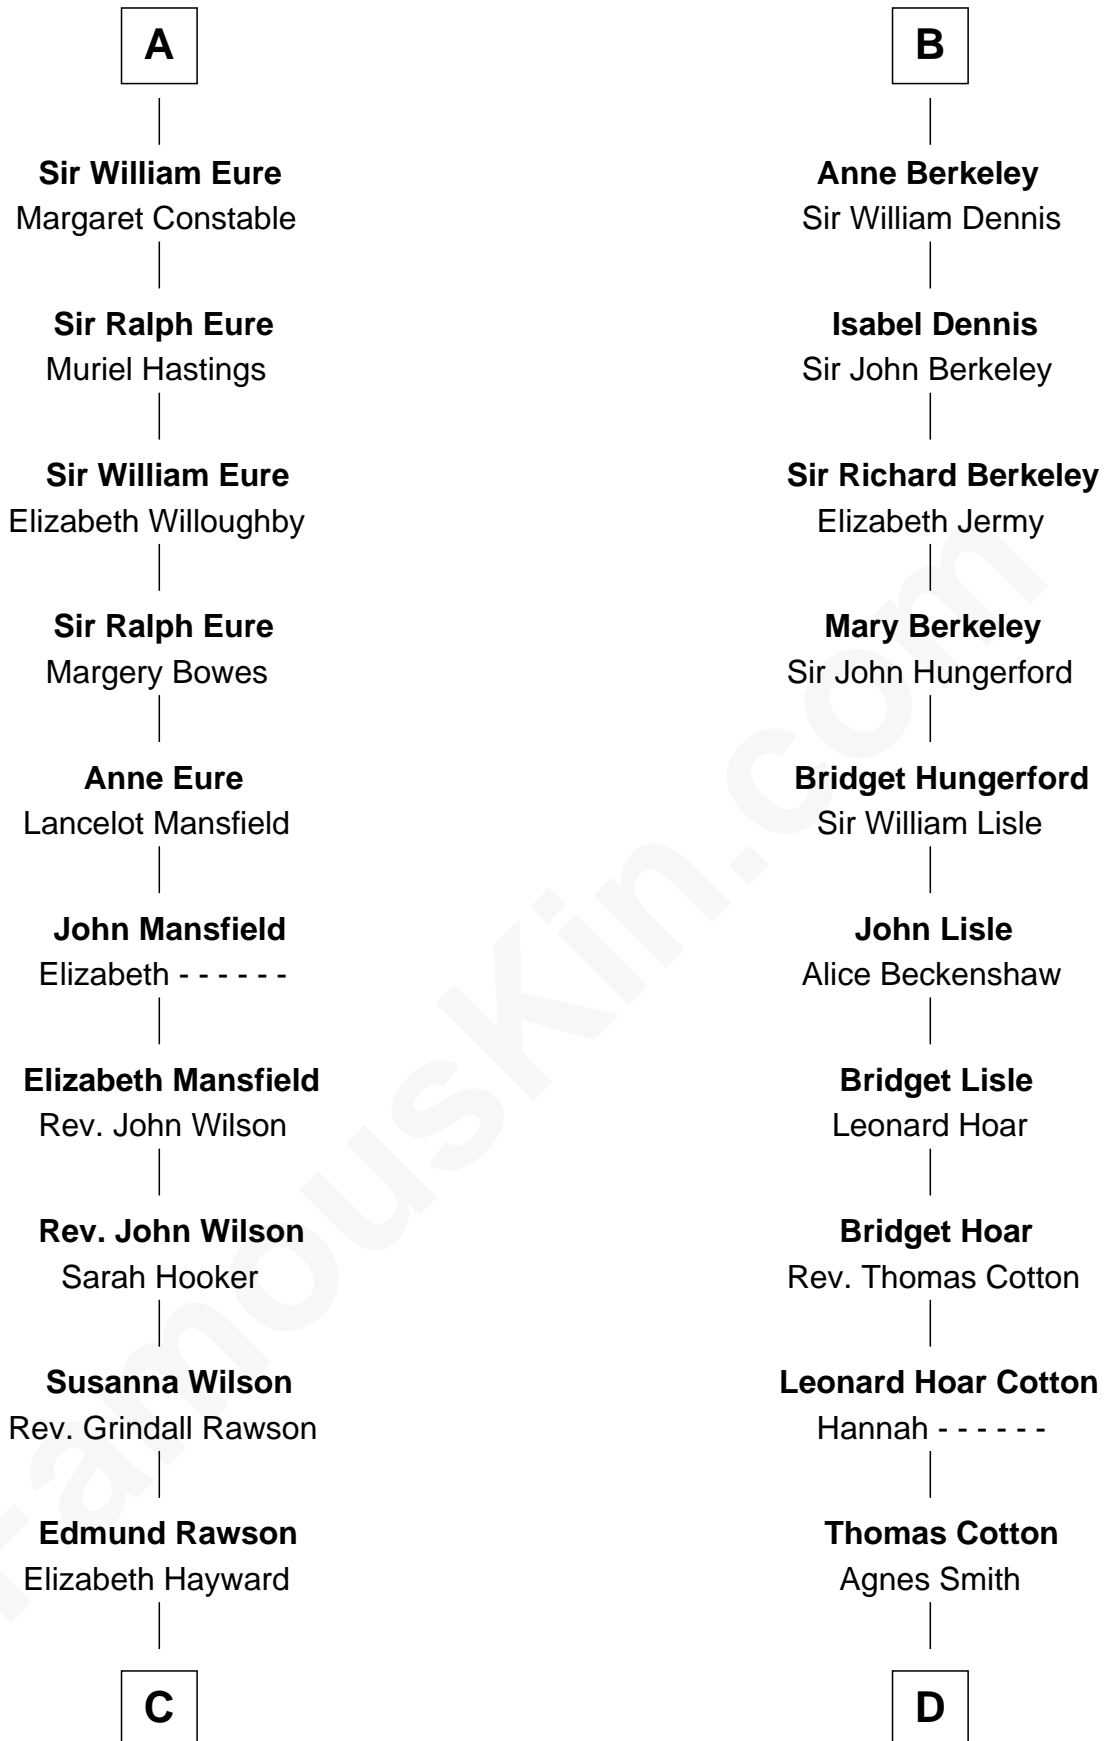 A
Sir William Eure
Margaret Constable
Sir Ralph Eure
Muriel Hastings
Sir William Eure
Elizabeth Willoughby
Sir Ralph Eure
Margery Bowes
Anne Eure
Lancelot Mansfield
John Mansfield
Elizabeth - - - - - -
Elizabeth Mansfield
Rev. John Wilson
Rev. John Wilson
Sarah Hooker
Susanna Wilson
Rev. Grindall Rawson
Edmund Rawson
Elizabeth Hayward
C
B
Anne Berkeley
Sir William Dennis
Isabel Dennis
Sir John Berkeley
Sir Richard Berkeley
Elizabeth Jermy
Mary Berkeley
Sir John Hungerford
Bridget Hungerford
Sir William Lisle
John Lisle
Alice Beckenshaw
Bridget Lisle
Leonard Hoar
Bridget Hoar
Rev. Thomas Cotton
Leonard Hoar Cotton
Hannah - - - - - -
Thomas Cotton
Agnes Smith
D
FamousKin.com